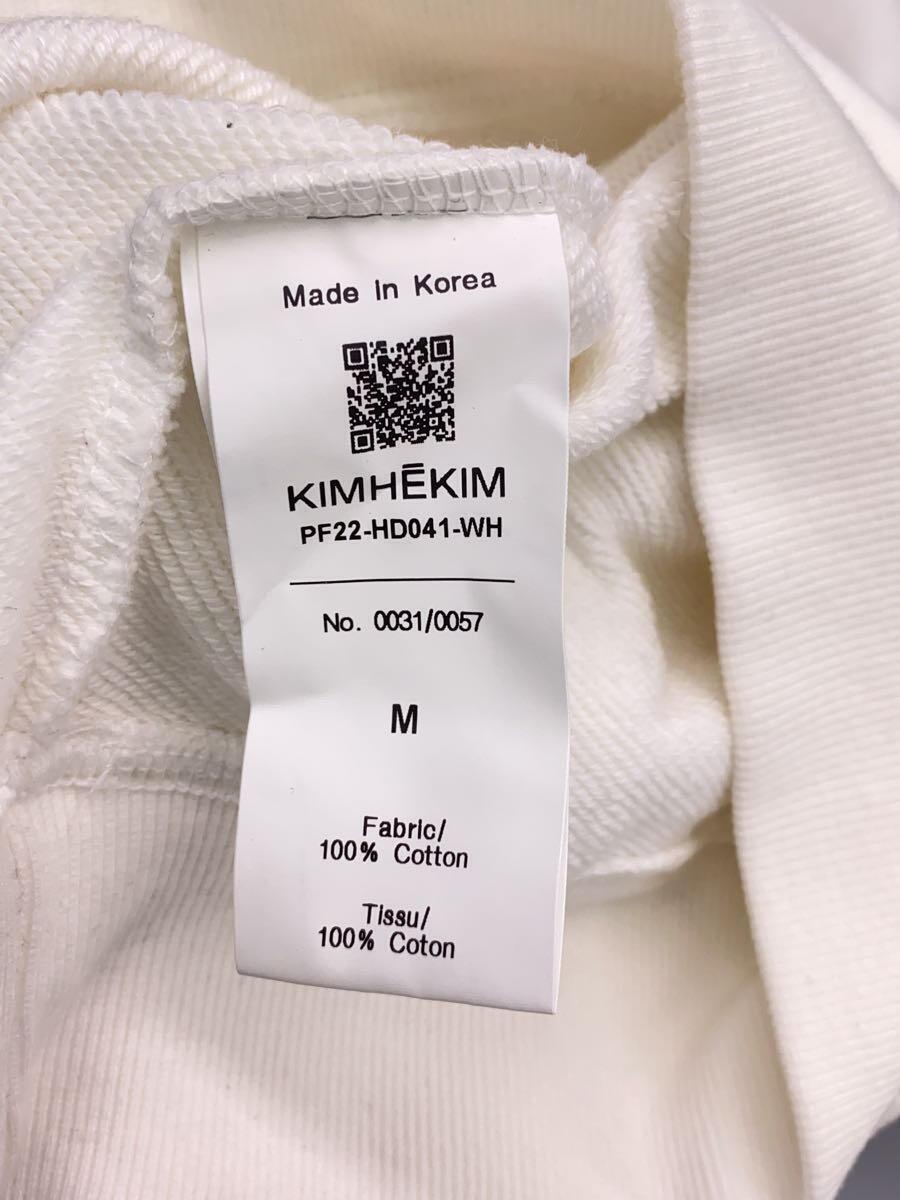 Made In Korea
KIMHĒKIM
PF22-HD041-WH
No. 0031/0057
M
Fabric/
100% Cotton
Tissu/
100% Coton